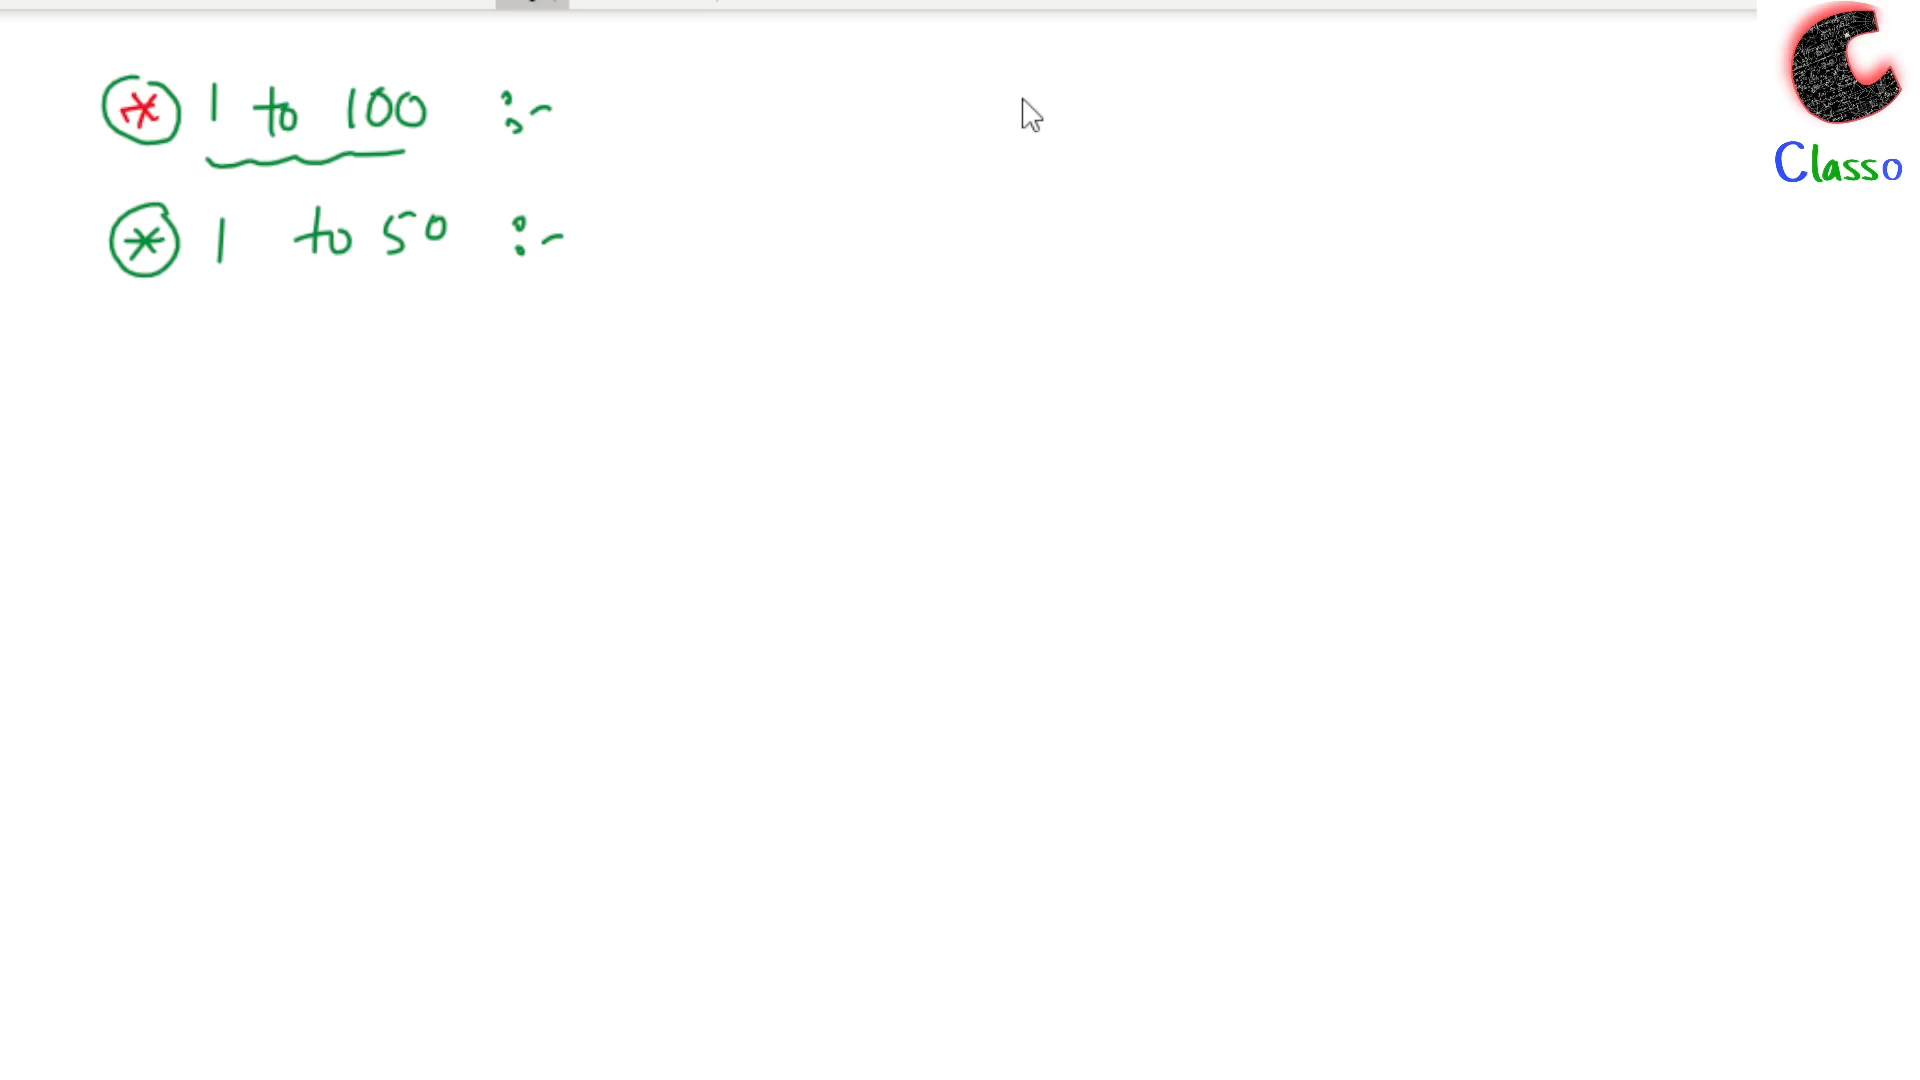 * 1 to 100 :-
* 1 to 50 :-
Classo